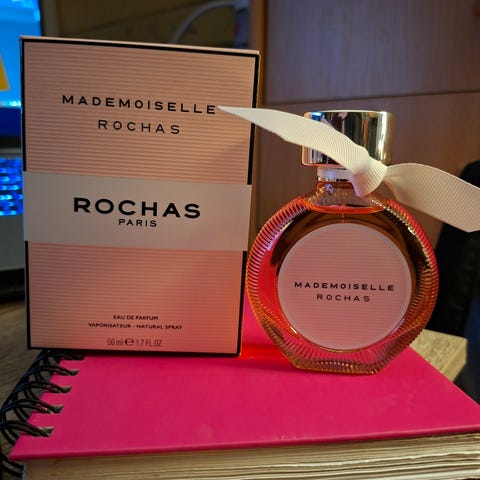 MADEMOISELLE
ROCHAS
ROCHAS
PARIS
EAU DE PARFUM
VAPORISATEUR - NATURAL SPRAY
50 ml ℮ 1.7 FL.OZ.
MADEMOISELLE
ROCHAS